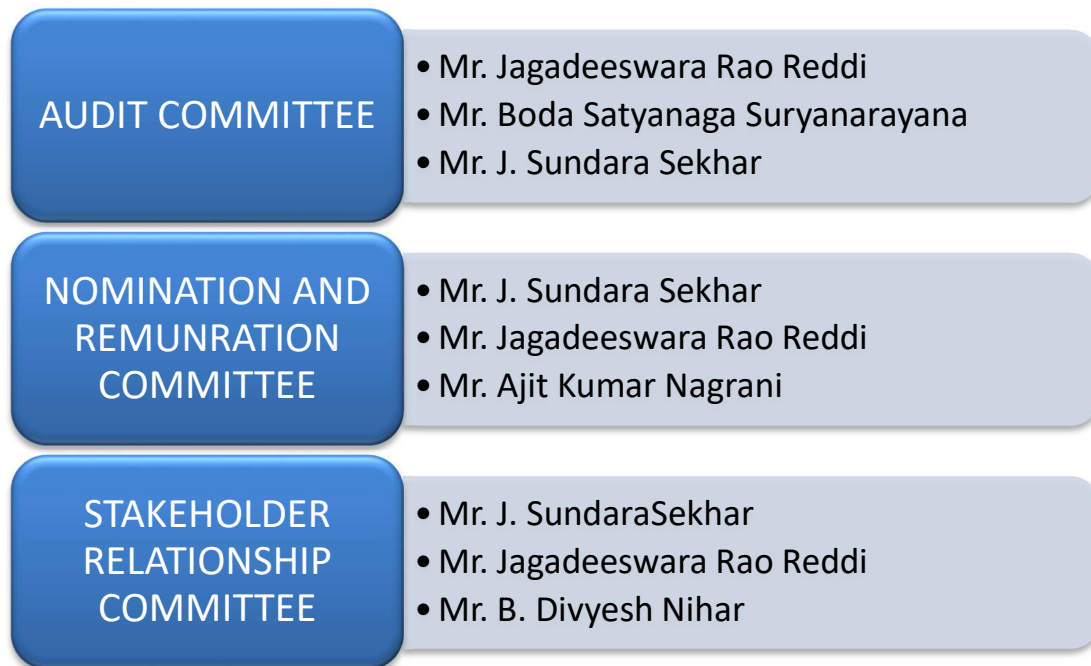 AUDIT COMMITTEE
• Mr. Jagadeeswara Rao Reddi
• Mr. Boda Satyanaga Suryanarayana
• Mr. J. Sundara Sekhar
NOMINATION AND
REMUNRATION
COMMITTEE
• Mr. J. Sundara Sekhar
• Mr. Jagadeeswara Rao Reddi
• Mr. Ajit Kumar Nagrani
STAKEHOLDER
RELATIONSHIP
COMMITTEE
• Mr. J. SundaraSekhar
• Mr. Jagadeeswara Rao Reddi
• Mr. B. Divyesh Nihar